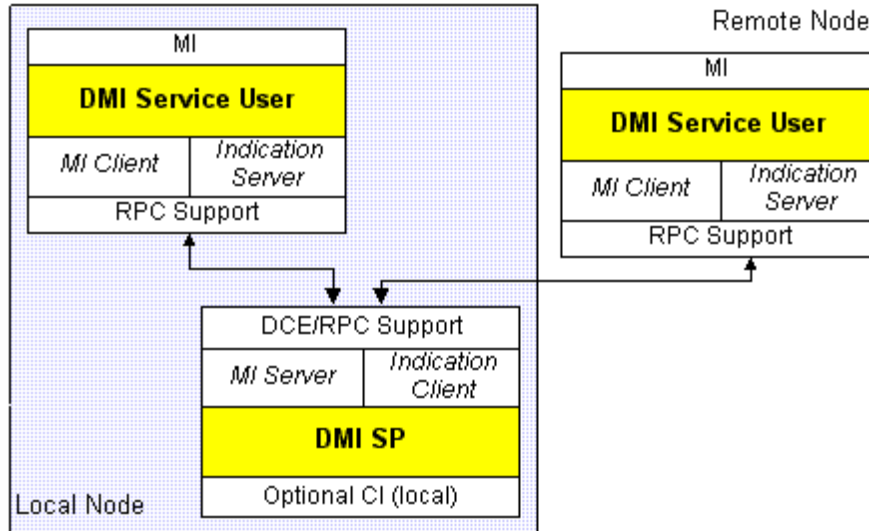 Remote Node
MI
DMI Service User
MI Client
Indication
Server
RPC Support
MI
DMI Service User
MI Client
Indication
Server
RPC Support
DCE/RPC Support
MI Server
Indication
Client
DMI SP
Optional CI (local)
Local Node